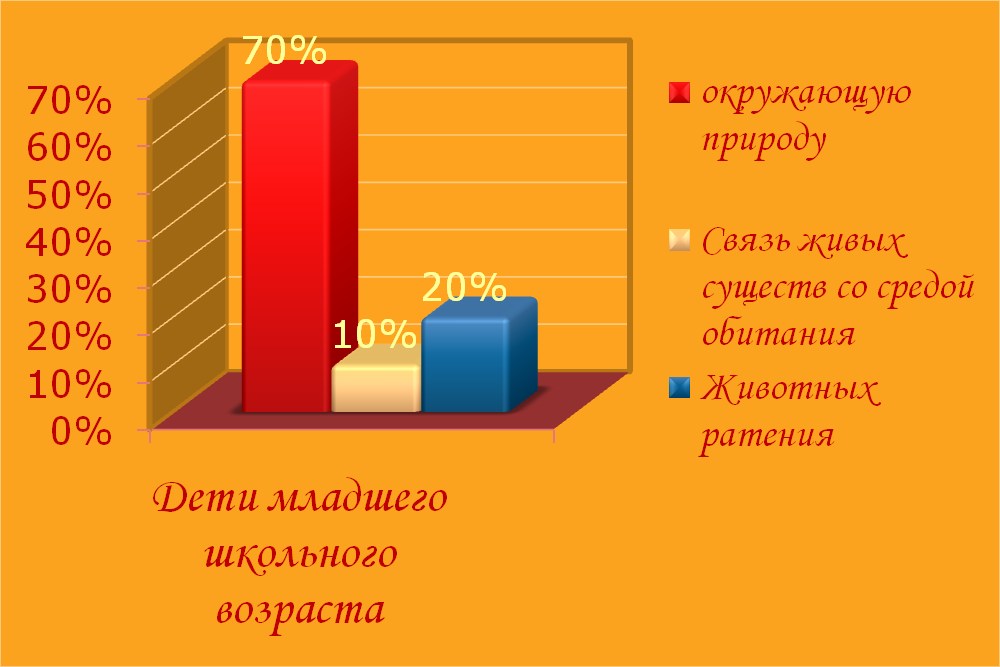 70%
60%
50%
40%
30%
20%
10%
0%
70%
10%
20%
окружающую
природу
Связь живых
существ со средой
обитания
Животных
ратения
Дети младшего
школьного
возраста